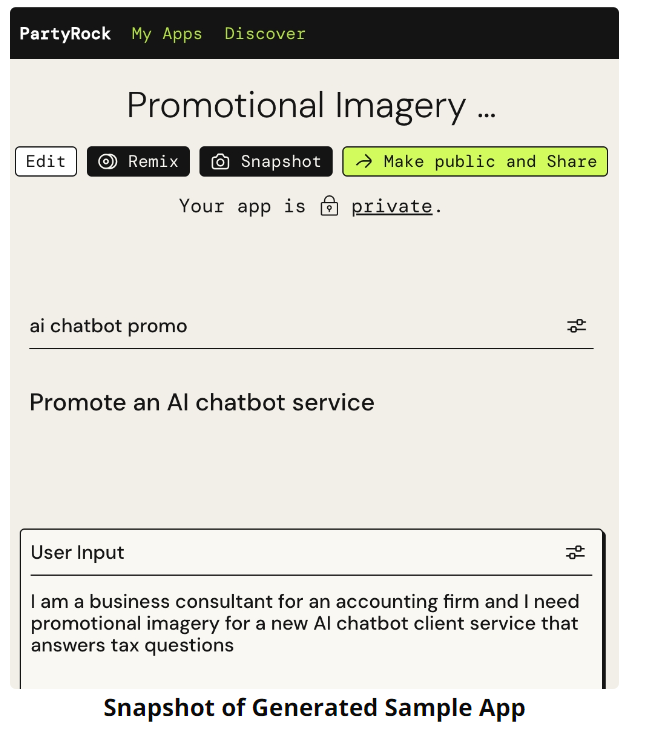 PartyRock My Apps Discover
Promotional Imagery ...
Edit Remix Snapshot Make public and Share
Your app is private.
ai chatbot promo
Promote an AI chatbot service
User Input
I am a business consultant for an accounting firm and I need
promotional imagery for a new AI chatbot client service that
answers tax questions
Snapshot of Generated Sample App